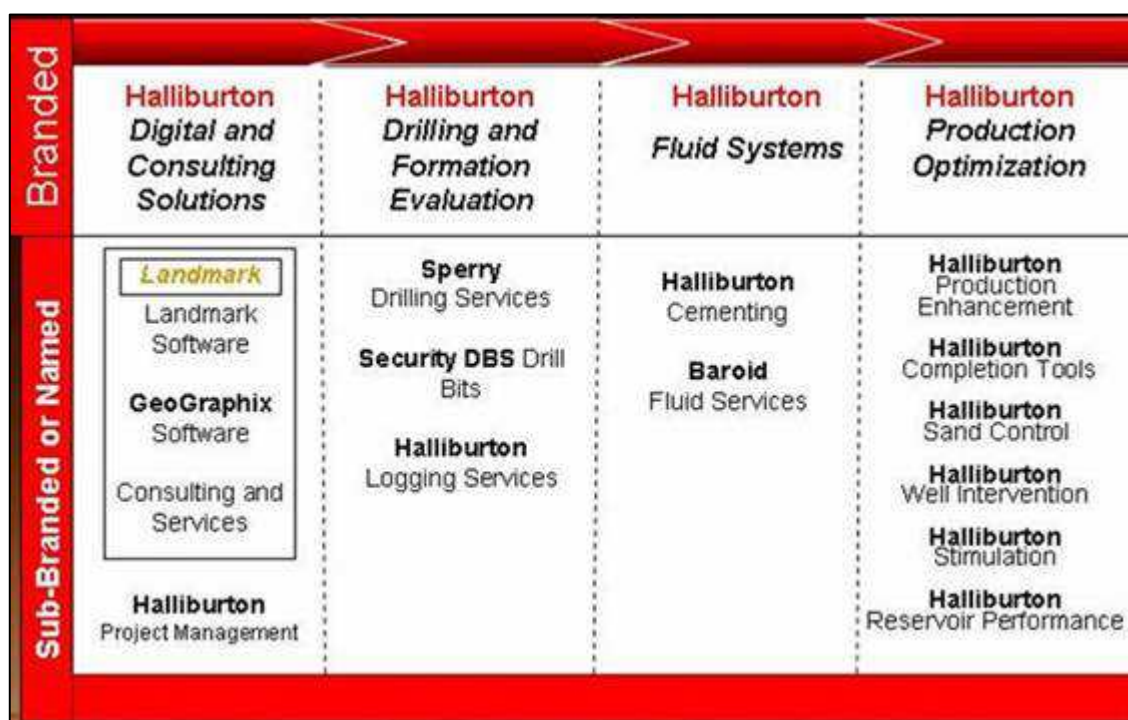 Branded
Halliburton
Digital and
Consulting
Solutions
Halliburton
Drilling and
Formation
Evaluation
Halliburton
Fluid Systems
Halliburton
Production
Optimization
Sub-Branded or Named
Landmark
Landmark
Software
GeoGraphix
Software
Consulting and
Services
Halliburton
Project Management
Sperry
Drilling Services
Security DBS Drill
Bits
Halliburton
Logging Services
Halliburton
Cementing
Baroid
Fluid Services
Halliburton
Production
Enhancement
Halliburton
Completion Tools
Halliburton
Sand Control
Halliburton
Well Intervention
Halliburton
Stimulation
Halliburton
Reservoir Performance